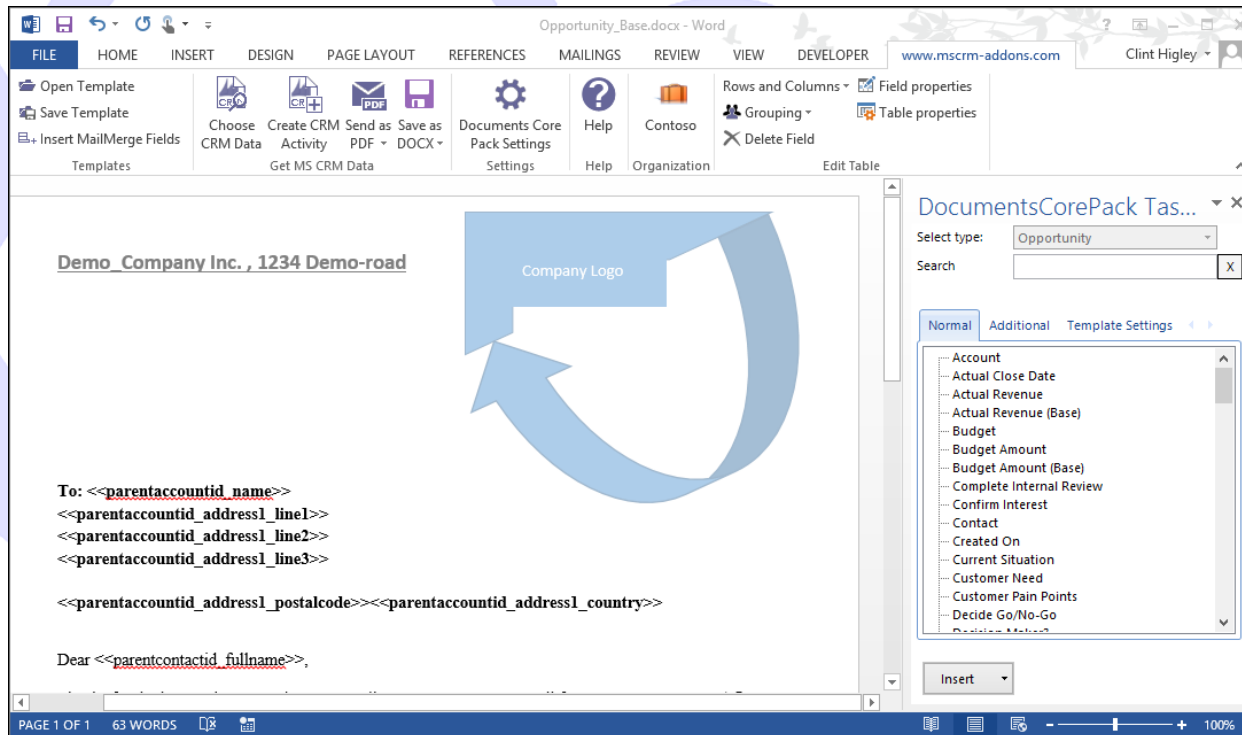 Opportunity_Base.docx - Word
?
FILE HOME INSERT DESIGN PAGE LAYOUT REFERENCES MAILINGS REVIEW VIEW DEVELOPER www.mscrm-addons.com Clint Higley
Open Template
Save Template
Insert MailMerge Fields
Templates
Choose CRM Data
Create CRM Activity
Send as PDF
Save as DOCX
Get MS CRM Data
Documents Core Pack Settings
Settings
Help
Help
Contoso
Organization
Rows and Columns
Grouping
Delete Field
Field properties
Table properties
Edit Table
Demo_Company Inc. , 1234 Demo-road
Company Logo
To: <<parentaccountid_name>>
<<parentaccountid_address1_line1>>
<<parentaccountid_address1_line2>>
<<parentaccountid_address1_line3>>
<<parentaccountid_address1_postalcode>><<parentaccountid_address1_country>>
Dear <<parentcontactid_fullname>>,
DocumentsCorePack Tas...
Select type: Opportunity
Search X
Normal Additional Template Settings
Account
Actual Close Date
Actual Revenue
Actual Revenue (Base)
Budget
Budget Amount
Budget Amount (Base)
Complete Internal Review
Confirm Interest
Contact
Created On
Current Situation
Customer Need
Customer Pain Points
Decide Go/No-Go
Decision Maker?
Insert
PAGE 1 OF 1 63 WORDS 100%